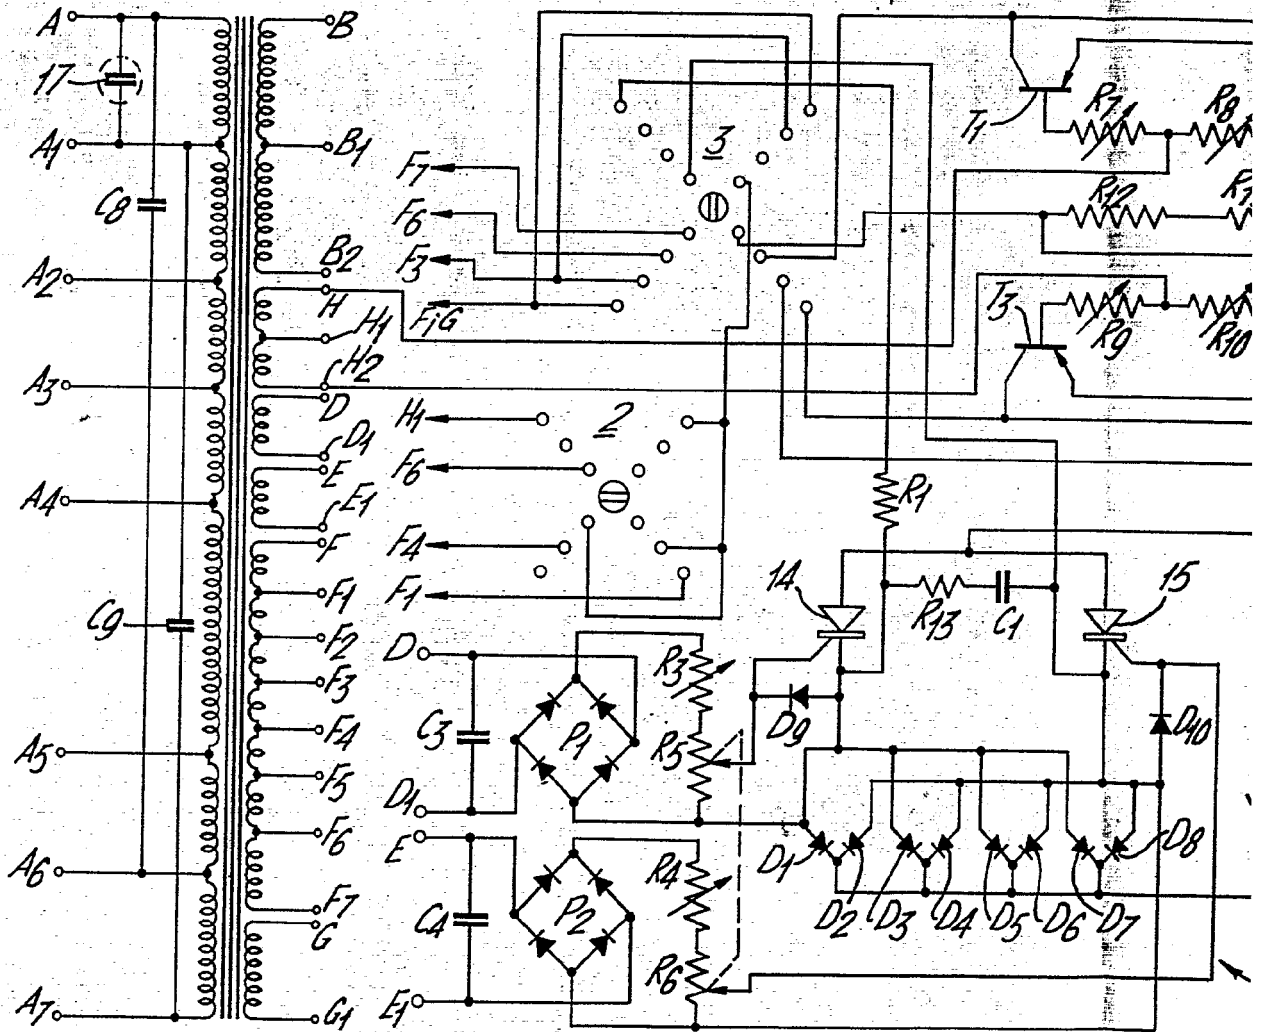 A
17
A1
C8
A2
A3
A4
C9
A5
A6
A7
B
B1
B2
H
H1
H2
D
D1
E
E1
F
F1
F2
F3
F4
F5
F6
F7
G
G1
F7
F6
F3
FiG
3
H1
F6
F4
F1
2
T1
R7
R8
R12
T3
R9
R10
R1
14
R13
C1
15
D
C3
P1
D1
R3
R5
D9
D10
E
C4
P2
E1
R4
R6
D1
D2
D3
D4
D5
D6
D7
D8